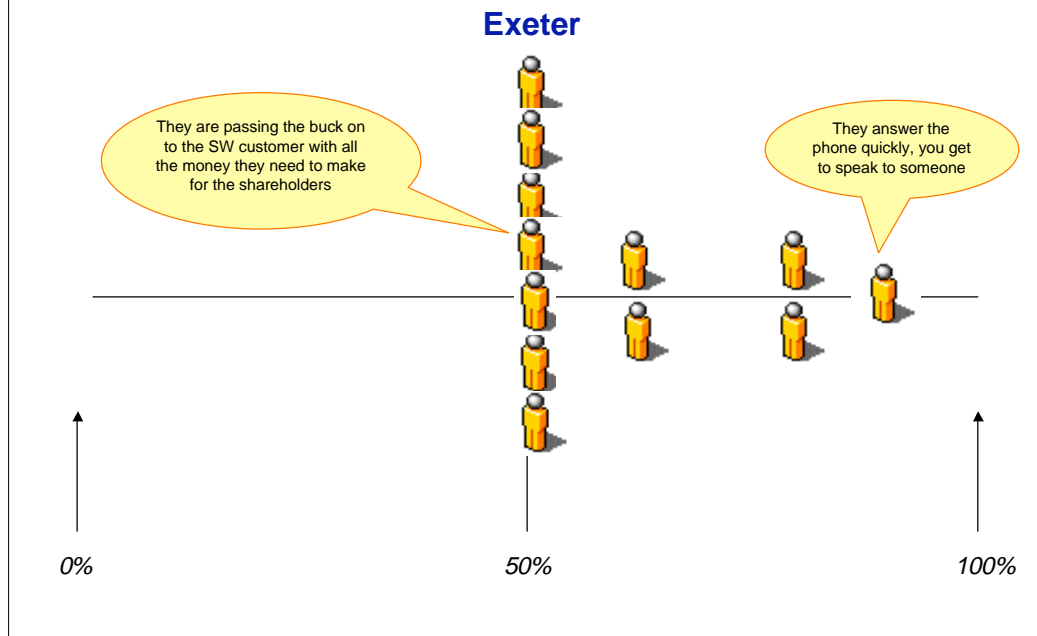 Exeter
They are passing the buck on
to the SW customer with all
the money they need to make
for the shareholders
They answer the
phone quickly, you get
to speak to someone
0%
50%
100%